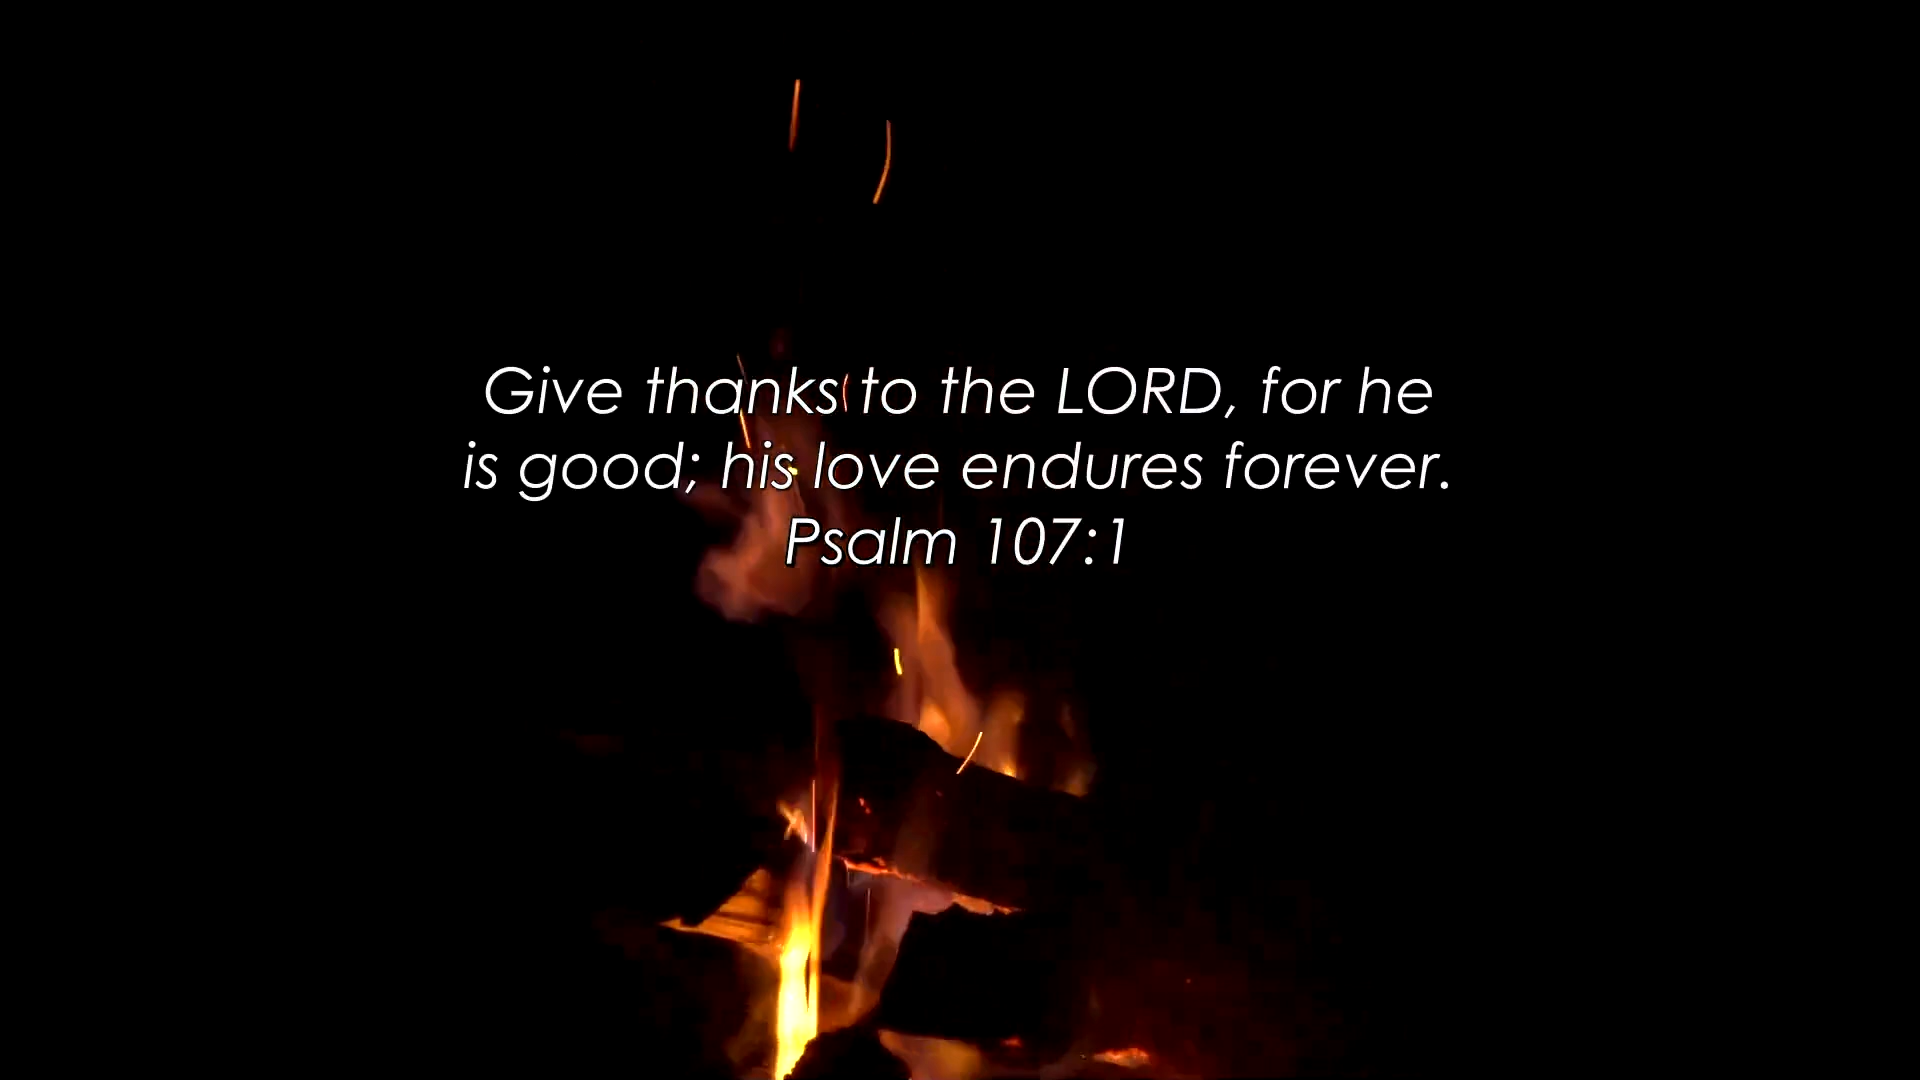 Give thanks to the LORD, for he
is good; his love endures forever.
Psalm 107:1